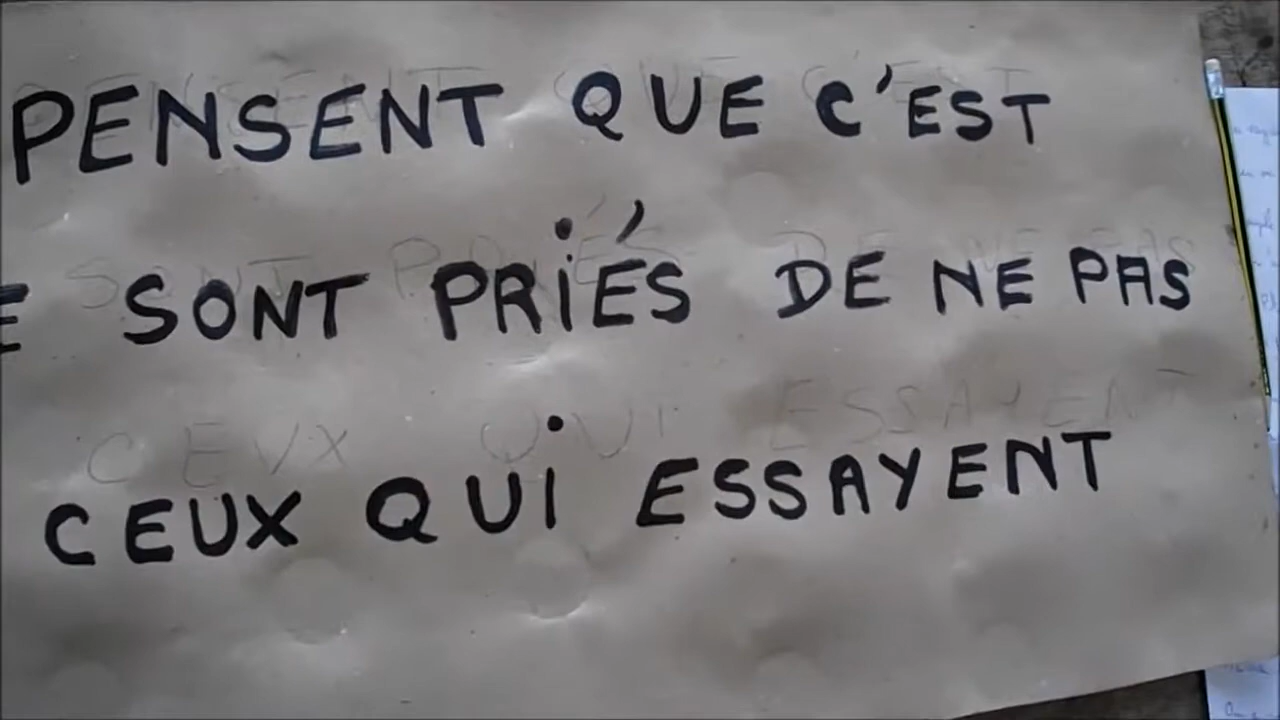 PENSENT QUE C'EST
E SONT PRIÉS DE NE PAS
CEUX QUI ESSAYENT